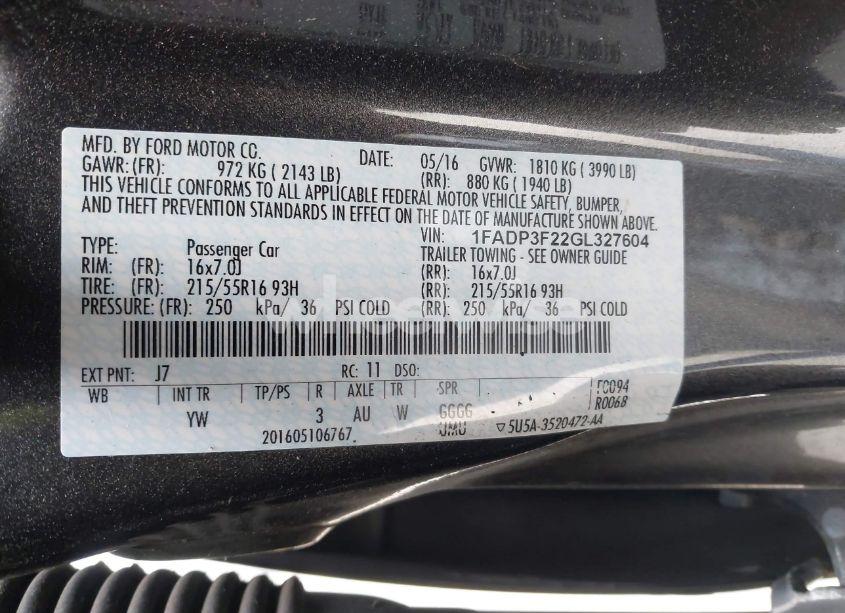 MFD. BY FORD MOTOR CO.
DATE: 05/16 GVWR: 1810 KG ( 3990 LB)
GAWR: (FR): 972 KG ( 2143 LB) (RR): 880 KG ( 1940 LB)
THIS VEHICLE CONFORMS TO ALL APPLICABLE FEDERAL MOTOR VEHICLE SAFETY, BUMPER,
AND THEFT PREVENTION STANDARDS IN EFFECT ON THE DATE OF MANUFACTURE SHOWN ABOVE.
VIN: 1FADP3F22GL327604
TYPE: Passenger Car TRAILER TOWING - SEE OWNER GUIDE
RIM: (FR): 16x7.0J (RR): 16x7.0J
TIRE: (FR): 215/55R16 93H (RR): 215/55R16 93H
PRESSURE: (FR): 250 kPa/ 36 PSI COLD (RR): 250 kPa/ 36 PSI COLD
EXT PNT: J7 RC: 11 DSO:
WB INT TR TP/PS R AXLE TR SPR FC094
YW 3 AU W GGGG R0068
201605106767 UMU ▽5U5A-3520472-AA